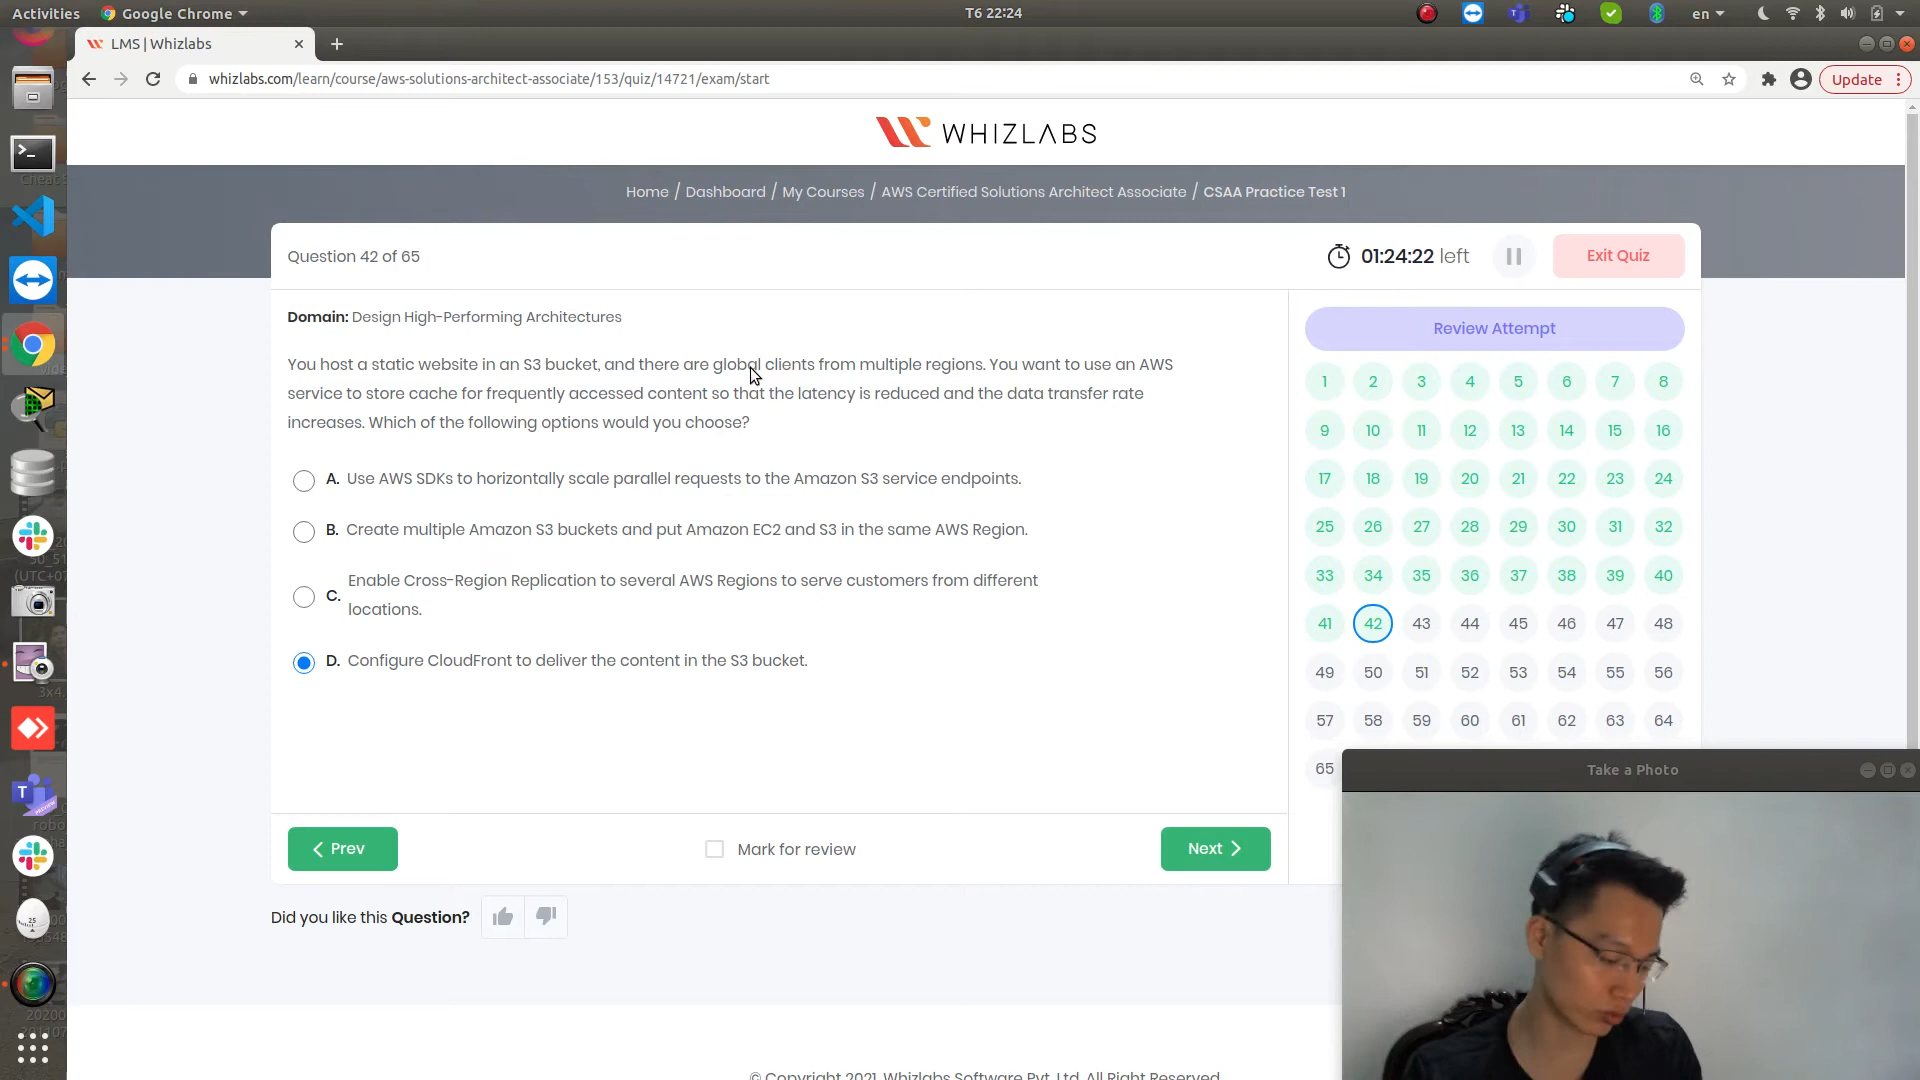 Activities
Google Chrome
T6 22:24
en
LMS | Whizlabs
whizlabs.com/learn/course/aws-solutions-architect-associate/153/quiz/14721/exam/start
Update
WHIZLABS
Home / Dashboard / My Courses / AWS Certified Solutions Architect Associate / CSAA Practice Test 1
Question 42 of 65
01:24:22 left
Exit Quiz
Domain: Design High-Performing Architectures
You host a static website in an S3 bucket, and there are global clients from multiple regions. You want to use an AWS
service to store cache for frequently accessed content so that the latency is reduced and the data transfer rate
increases. Which of the following options would you choose?
A. Use AWS SDKs to horizontally scale parallel requests to the Amazon S3 service endpoints.
B. Create multiple Amazon S3 buckets and put Amazon EC2 and S3 in the same AWS Region.
C. Enable Cross-Region Replication to several AWS Regions to serve customers from different
locations.
D. Configure CloudFront to deliver the content in the S3 bucket.
Review Attempt
1 2 3 4 5 6 7 8
9 10 11 12 13 14 15 16
17 18 19 20 21 22 23 24
25 26 27 28 29 30 31 32
33 34 35 36 37 38 39 40
41 42 43 44 45 46 47 48
49 50 51 52 53 54 55 56
57 58 59 60 61 62 63 64
65
Take a Photo
Prev
Mark for review
Next
Did you like this Question?
© Copyright 2021. Whizlabs Software Pvt. Ltd. All Right Reserved